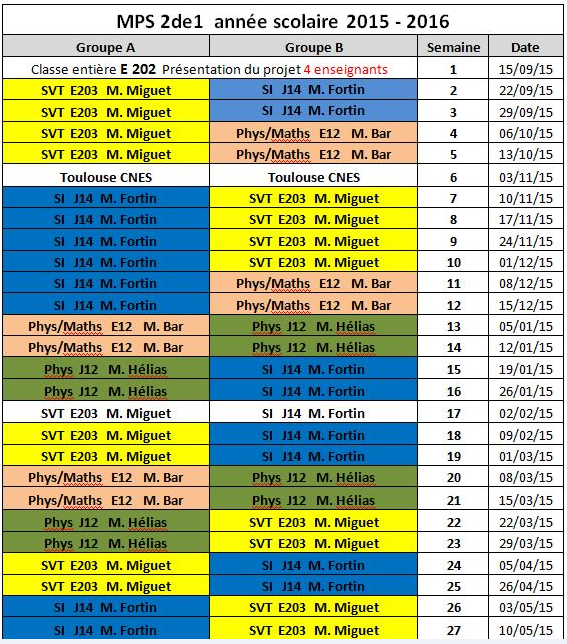 MPS 2de1 année scolaire 2015 - 2016
Groupe A Groupe B Semaine Date
Classe entière E 202 Présentation du projet 4 enseignants 1 15/09/15
SVT E203 M. Miguet SI J14 M. Fortin 2 22/09/15
SVT E203 M. Miguet SI J14 M. Fortin 3 29/09/15
SVT E203 M. Miguet Phys/Maths E12 M. Bar 4 06/10/15
SVT E203 M. Miguet Phys/Maths E12 M. Bar 5 13/10/15
Toulouse CNES Toulouse CNES 6 03/11/15
SI J14 M. Fortin SVT E203 M. Miguet 7 10/11/15
SI J14 M. Fortin SVT E203 M. Miguet 8 17/11/15
SI J14 M. Fortin SVT E203 M. Miguet 9 24/11/15
SI J14 M. Fortin SVT E203 M. Miguet 10 01/12/15
SI J14 M. Fortin Phys/Maths E12 M. Bar 11 08/12/15
SI J14 M. Fortin Phys/Maths E12 M. Bar 12 15/12/15
Phys/Maths E12 M. Bar Phys J12 M. Hélias 13 05/01/15
Phys/Maths E12 M. Bar Phys J12 M. Hélias 14 12/01/15
Phys J12 M. Hélias SI J14 M. Fortin 15 19/01/15
Phys J12 M. Hélias SI J14 M. Fortin 16 26/01/15
SVT E203 M. Miguet SI J14 M. Fortin 17 02/02/15
SVT E203 M. Miguet SI J14 M. Fortin 18 09/02/15
SVT E203 M. Miguet SI J14 M. Fortin 19 01/03/15
Phys/Maths E12 M. Bar Phys J12 M. Hélias 20 08/03/15
Phys/Maths E12 M. Bar Phys J12 M. Hélias 21 15/03/15
Phys J12 M. Hélias SVT E203 M. Miguet 22 22/03/15
Phys J12 M. Hélias SVT E203 M. Miguet 23 29/03/15
SVT E203 M. Miguet SI J14 M. Fortin 24 05/04/15
SVT E203 M. Miguet SI J14 M. Fortin 25 26/04/15
SI J14 M. Fortin SVT E203 M. Miguet 26 03/05/15
SI J14 M. Fortin SVT E203 M. Miguet 27 10/05/15